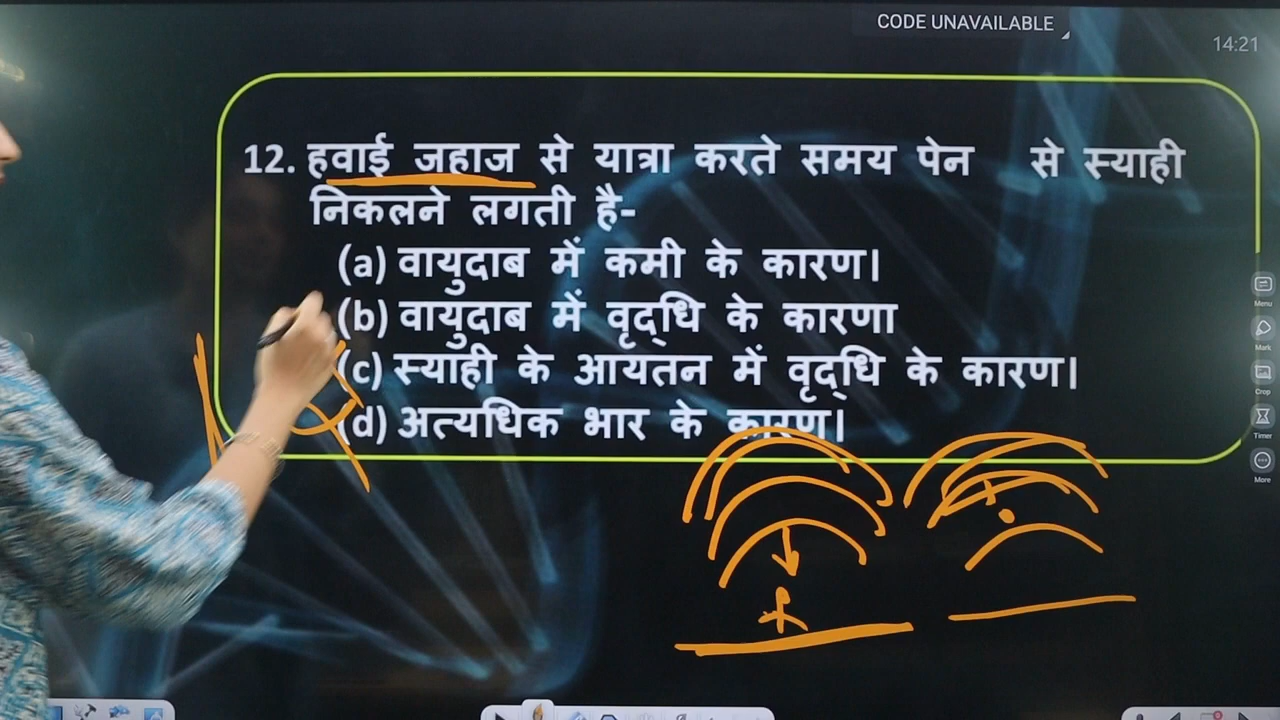 CODE UNAVAILABLE
14:21
12. हवाई जहाज से यात्रा करते समय पेन से स्याही
निकलने लगती है-
(a) वायुदाब में कमी के कारण।
(b) वायुदाब में वृद्धि के कारणा
(c) स्याही के आयतन में वृद्धि के कारण।
(d) अत्यधिक भार के कारण।
Menu
Mark
Crop
Timer
More